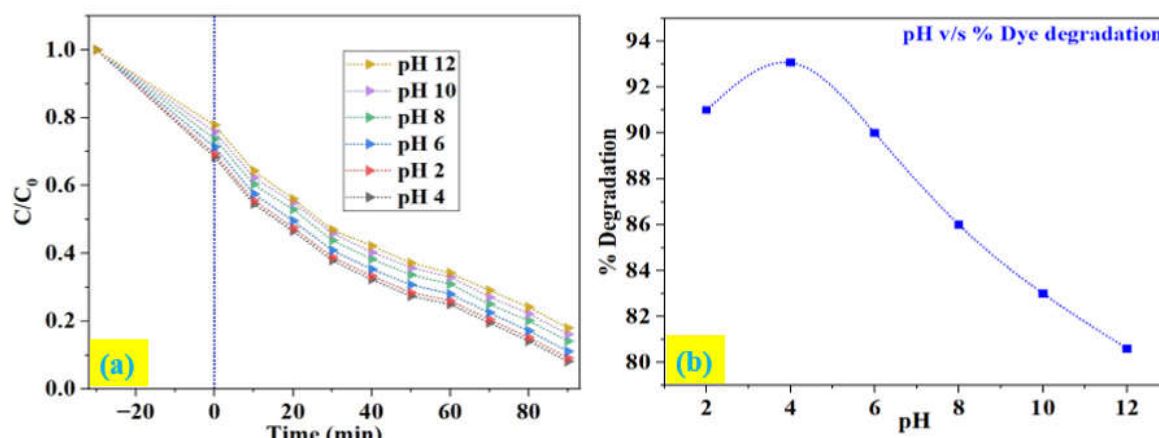 1.0
0.8
0.6
0.4
0.2
0.0
C/C₀
pH 12
pH 10
pH 8
pH 6
pH 2
pH 4
(a)
−20 0 20 40 60 80
Time (min)
pH v/s % Dye degradation
94
92
90
88
86
84
82
80
% Degradation
(b)
2 4 6 8 10 12
pH